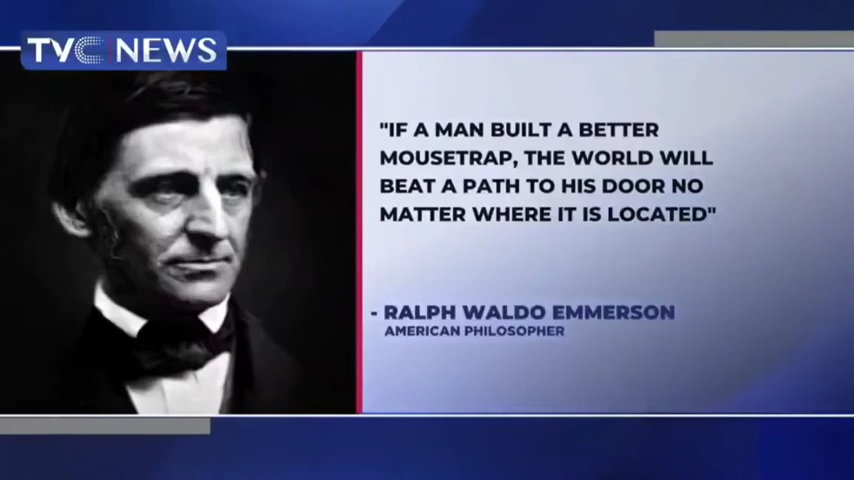 TVC NEWS
"IF A MAN BUILT A BETTER
MOUSETRAP, THE WORLD WILL
BEAT A PATH TO HIS DOOR NO
MATTER WHERE IT IS LOCATED"
- RALPH WALDO EMMERSON
AMERICAN PHILOSOPHER